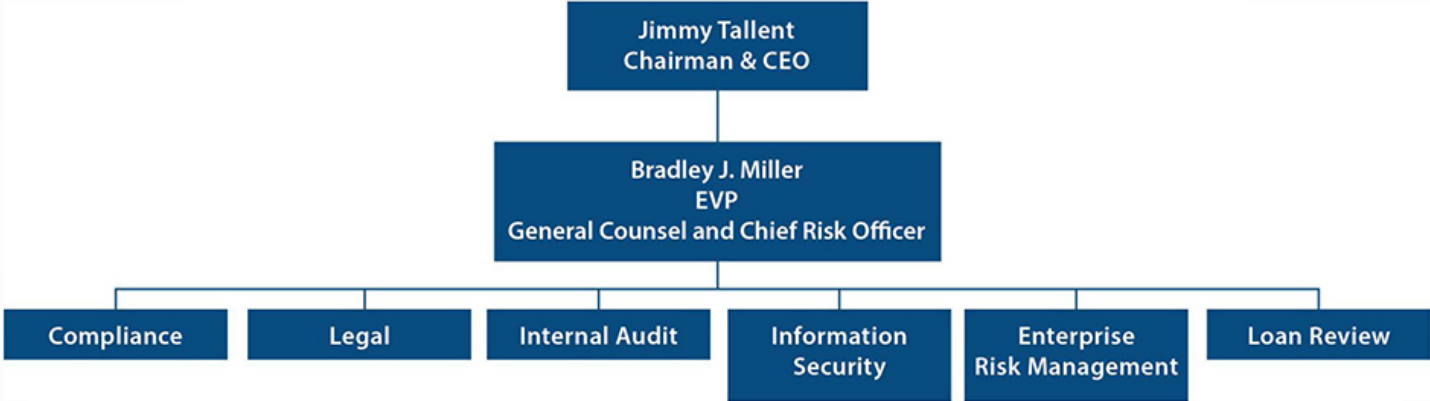 Jimmy Tallent
Chairman & CEO
Bradley J. Miller
EVP
General Counsel and Chief Risk Officer
Compliance
Legal
Internal Audit
Information
Security
Enterprise
Risk Management
Loan Review